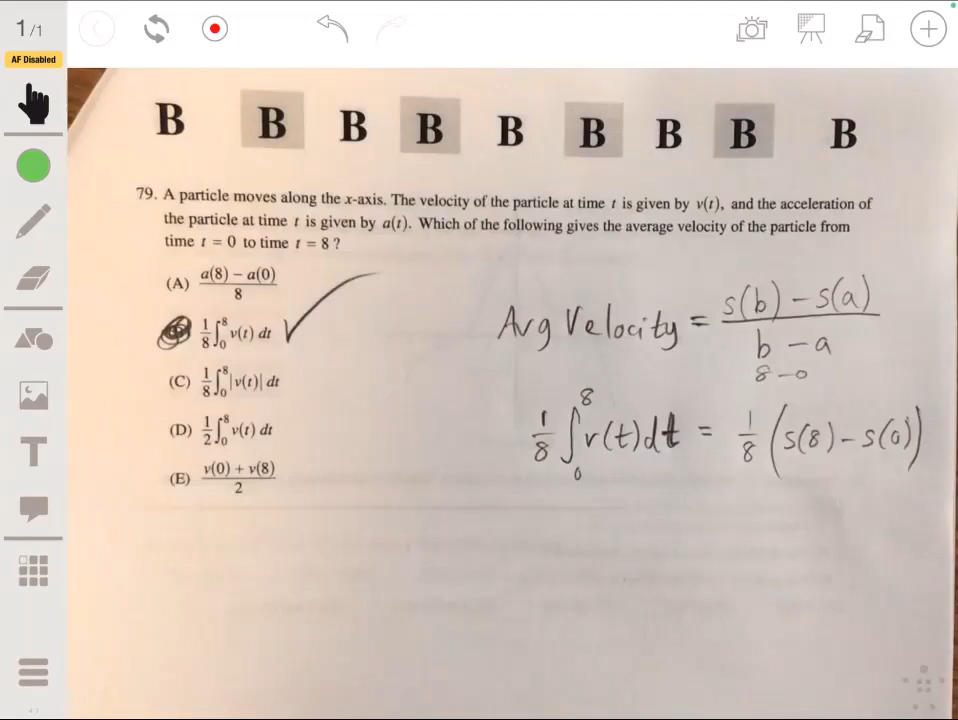 1/1
AF Disabled
B B B B B B B B B
79. A particle moves along the x-axis. The velocity of the particle at time t is given by v(t), and the acceleration of
the particle at time t is given by a(t). Which of the following gives the average velocity of the particle from
time t = 0 to time t = 8 ?
(A) a(8) − a(0) / 8
1/8 ∫₀⁸ v(t) dt ✓
(C) 1/8 ∫₀⁸ |v(t)| dt
(D) 1/2 ∫₀⁸ v(t) dt
(E) v(0) + v(8) / 2
Avg Velocity = s(b) − s(a) / b − a
8 − 0
1/8 ∫₀⁸ v(t)dt = 1/8 (s(8) − s(0))
T